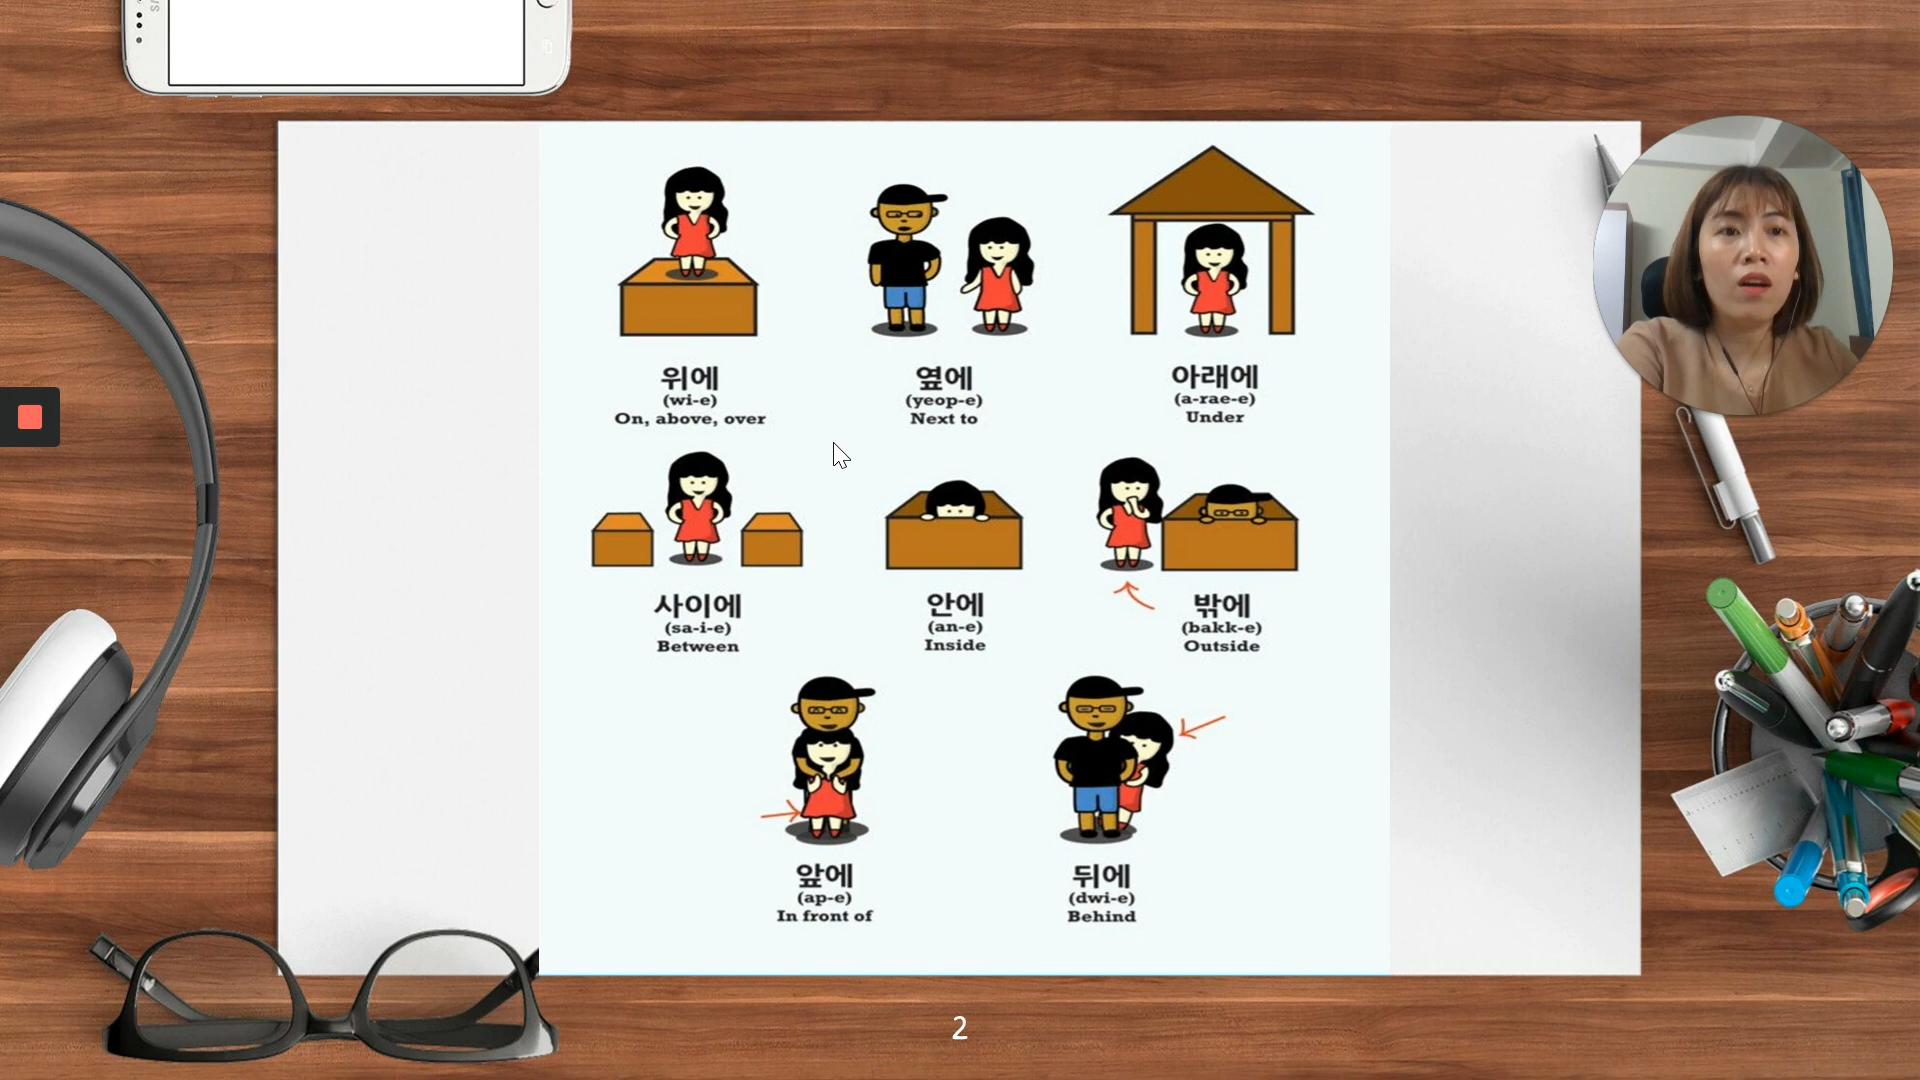 위에
(wi-e)
On, above, over
옆에
(yeop-e)
Next to
아래에
(a-rae-e)
Under
사이에
(sa-i-e)
Between
안에
(an-e)
Inside
밖에
(bakk-e)
Outside
앞에
(ap-e)
In front of
뒤에
(dwi-e)
Behind
2